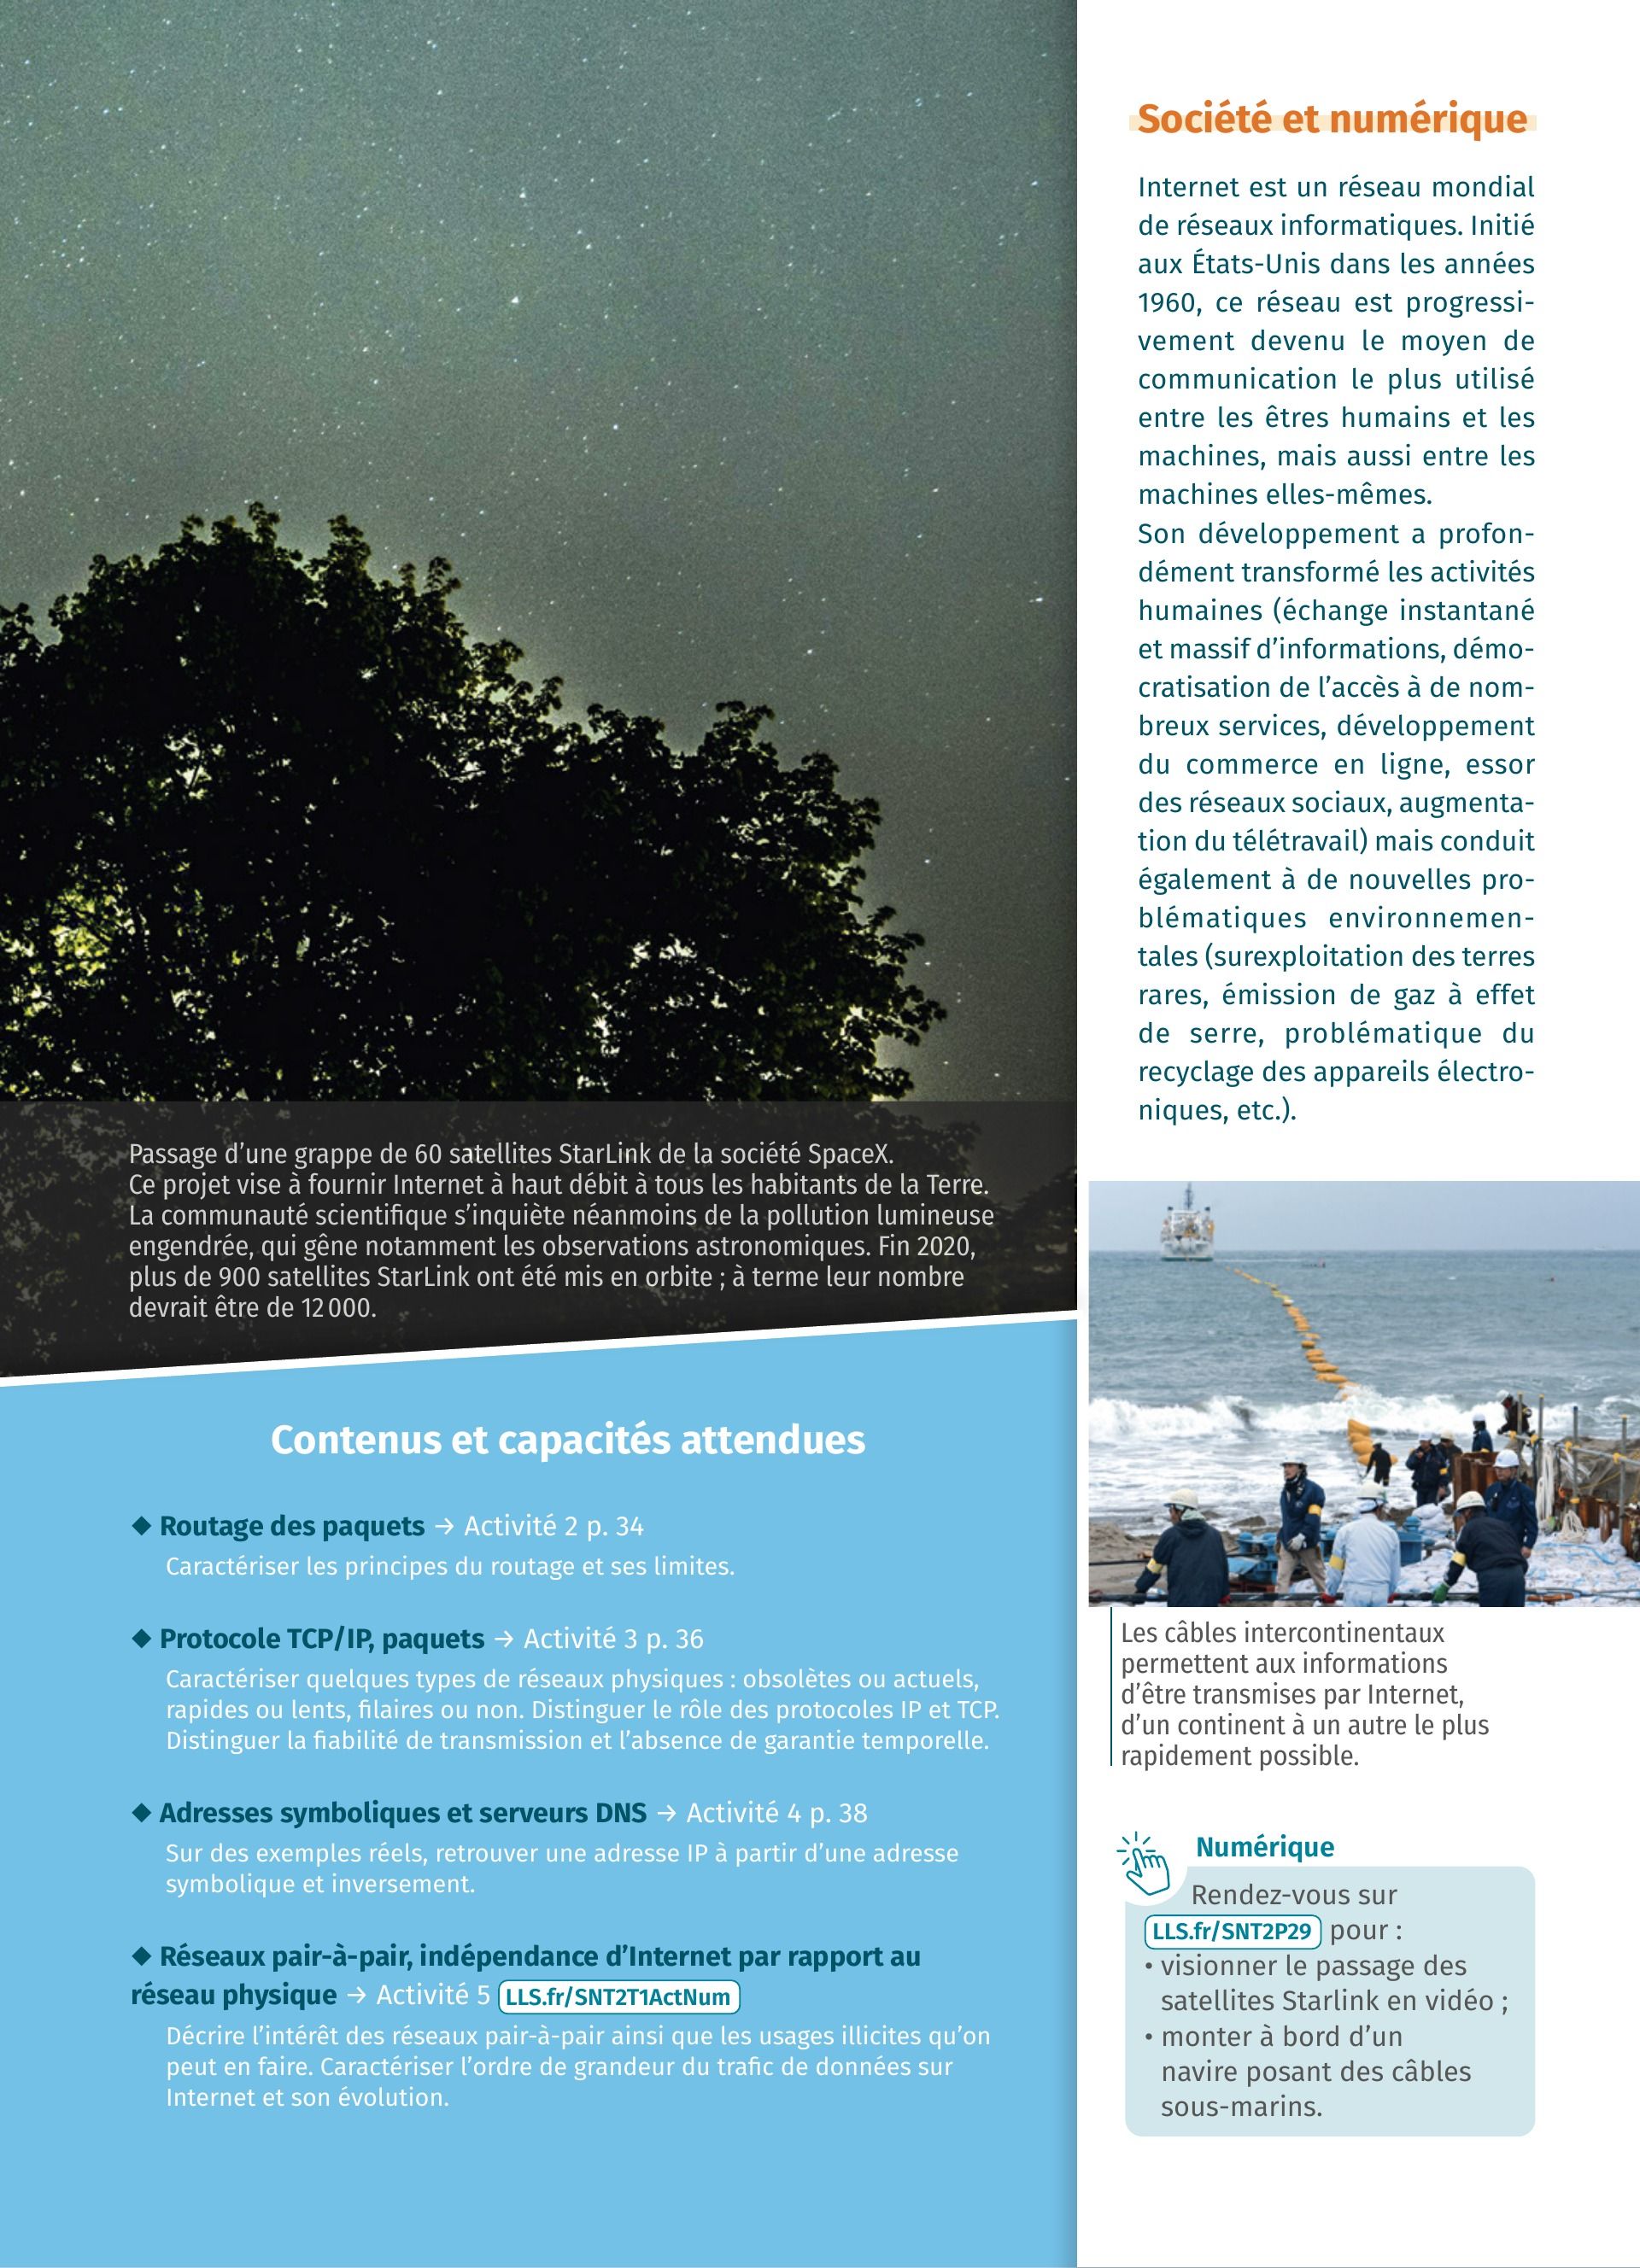 Société et numérique
Internet est un réseau mondial
de réseaux informatiques. Initié
aux États-Unis dans les années
1960, ce réseau est progressi-
vement devenu le moyen de
communication le plus utilisé
entre les êtres humains et les
machines, mais aussi entre les
machines elles-mêmes.
Son développement a profon-
dément transformé les activités
humaines (échange instantané
et massif d'informations, démo-
cratisation de l'accès à de nom-
breux services, développement
du commerce en ligne, essor
des réseaux sociaux, augmenta-
tion du télétravail) mais conduit
également à de nouvelles pro-
blématiques environnemen-
tales (surexploitation des terres
rares, émission de gaz à effet
de serre, problématique du
recyclage des appareils électro-
niques, etc.).
Passage d'une grappe de 60 satellites StarLink de la société SpaceX.
Ce projet vise à fournir Internet à haut débit à tous les habitants de la Terre.
La communauté scientifique s'inquiète néanmoins de la pollution lumineuse
engendrée, qui gêne notamment les observations astronomiques. Fin 2020,
plus de 900 satellites StarLink ont été mis en orbite ; à terme leur nombre
devrait être de 12 000.
Contenus et capacités attendues
◆ Routage des paquets → Activité 2 p. 34
Caractériser les principes du routage et ses limites.
◆ Protocole TCP/IP, paquets → Activité 3 p. 36
Caractériser quelques types de réseaux physiques : obsolètes ou actuels,
rapides ou lents, filaires ou non. Distinguer le rôle des protocoles IP et TCP.
Distinguer la fiabilité de transmission et l'absence de garantie temporelle.
◆ Adresses symboliques et serveurs DNS → Activité 4 p. 38
Sur des exemples réels, retrouver une adresse IP à partir d'une adresse
symbolique et inversement.
◆ Réseaux pair-à-pair, indépendance d'Internet par rapport au
réseau physique → Activité 5 LLS.fr/SNT2T1ActNum
Décrire l'intérêt des réseaux pair-à-pair ainsi que les usages illicites qu'on
peut en faire. Caractériser l'ordre de grandeur du trafic de données sur
Internet et son évolution.
Les câbles intercontinentaux
permettent aux informations
d'être transmises par Internet,
d'un continent à un autre le plus
rapidement possible.
Numérique
Rendez-vous sur
LLS.fr/SNT2P29 pour :
• visionner le passage des
satellites Starlink en vidéo ;
• monter à bord d'un
navire posant des câbles
sous-marins.